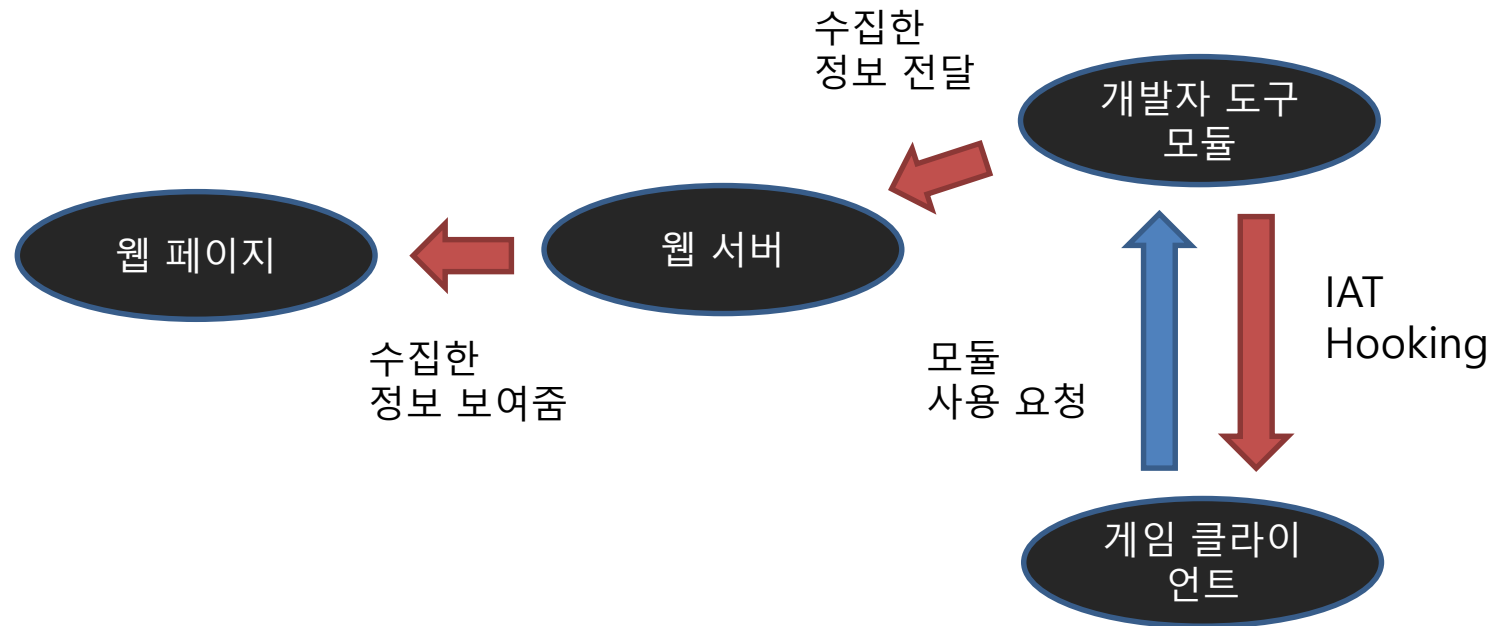 수집한
정보 전달
개발자 도구
모듈
웹 페이지
웹 서버
IAT
Hooking
수집한
정보 보여줌
모듈
사용 요청
게임 클라이
언트